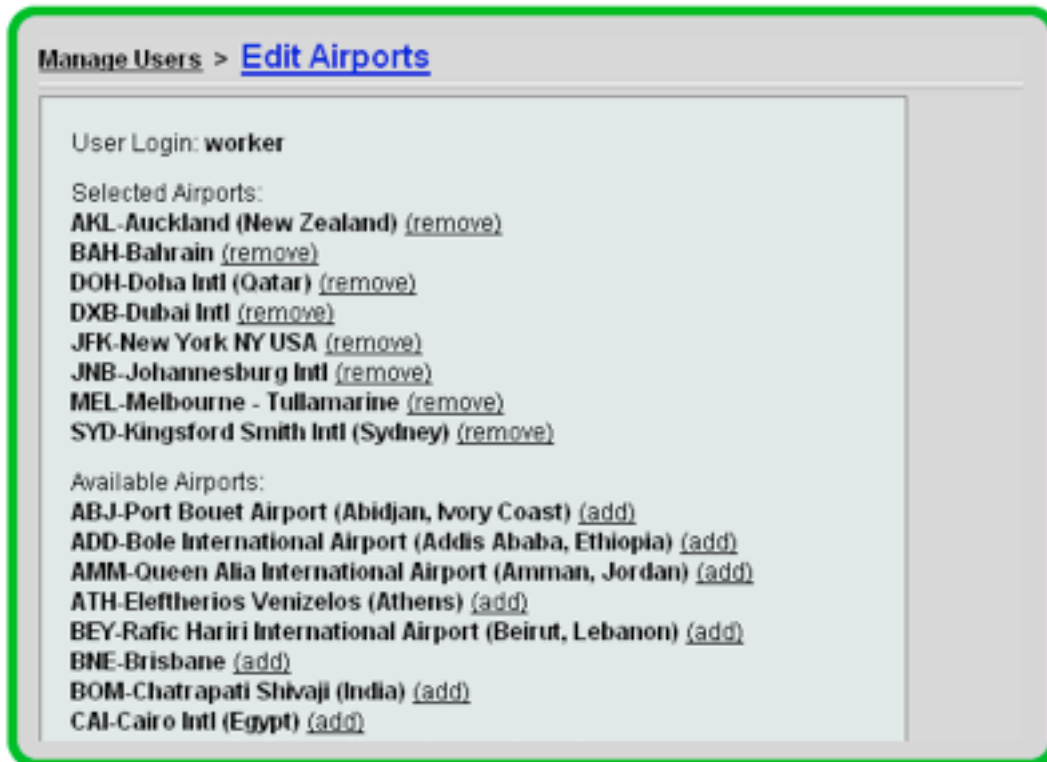 Manage Users > Edit Airports
User Login: worker
Selected Airports:
AKL-Auckland (New Zealand) (remove)
BAH-Bahrain (remove)
DOH-Doha Intl (Qatar) (remove)
DXB-Dubai Intl (remove)
JFK-New York NY USA (remove)
JNB-Johannesburg Intl (remove)
MEL-Melbourne - Tullamarine (remove)
SYD-Kingsford Smith Intl (Sydney) (remove)
Available Airports:
ABJ-Port Bouet Airport (Abidjan, Ivory Coast) (add)
ADD-Bole International Airport (Addis Ababa, Ethiopia) (add)
AMM-Queen Alia International Airport (Amman, Jordan) (add)
ATH-Eleftherios Venizelos (Athens) (add)
BEY-Rafic Hariri International Airport (Beirut, Lebanon) (add)
BNE-Brisbane (add)
BOM-Chatrapati Shivaji (India) (add)
CAI-Cairo Intl (Egypt) (add)